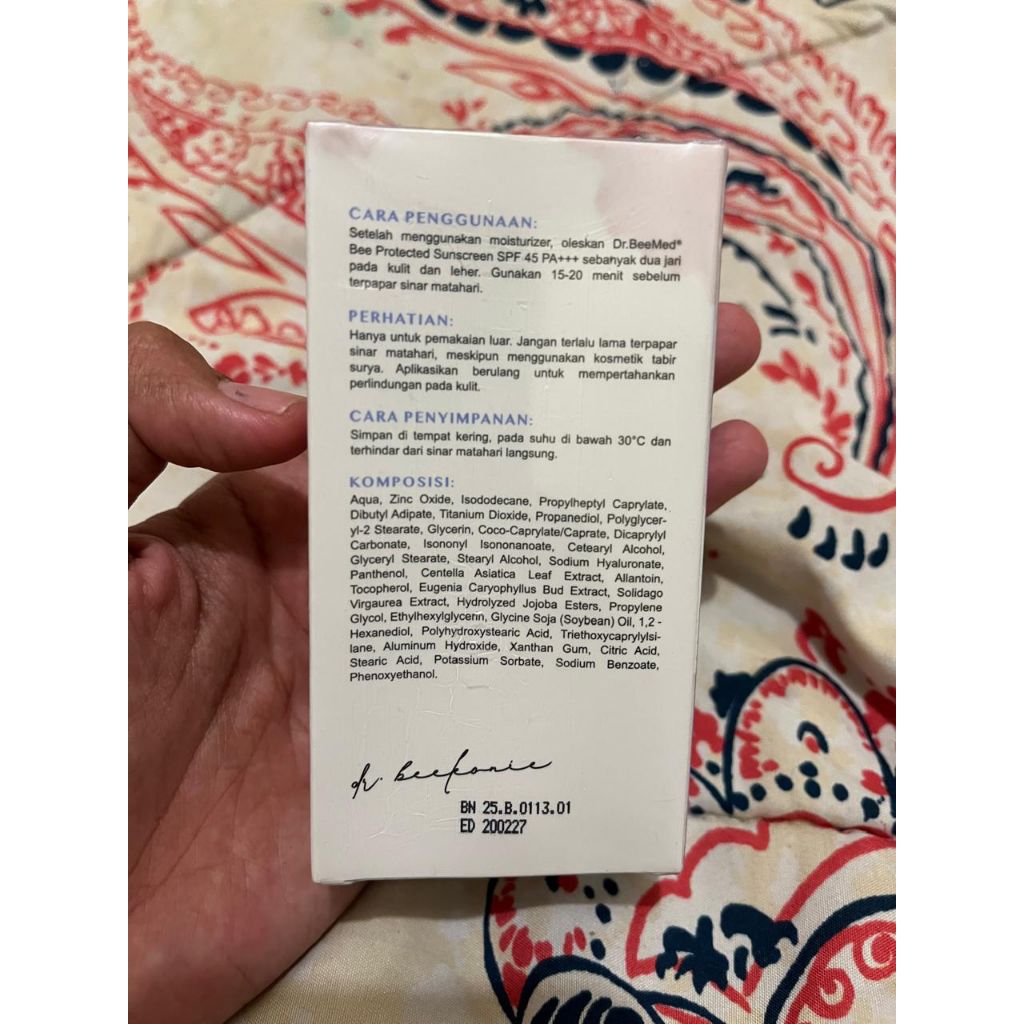 CARA PENGGUNAAN:
Setelah menggunakan moisturizer, oleskan Dr.BeeMed®
Bee Protected Sunscreen SPF 45 PA+++ sebanyak dua jari
pada kulit dan leher. Gunakan 15-20 menit sebelum
terpapar sinar matahari.
PERHATIAN:
Hanya untuk pemakaian luar. Jangan terlalu lama terpapar
sinar matahari, meskipun menggunakan kosmetik tabir
surya. Aplikasikan berulang untuk mempertahankan
perlindungan pada kulit.
CARA PENYIMPANAN:
Simpan di tempat kering, pada suhu di bawah 30°C dan
terhindar dari sinar matahari langsung.
KOMPOSISI:
Aqua, Zinc Oxide, Isododecane, Propylheptyl Caprylate,
Dibutyl Adipate, Titanium Dioxide, Propanediol, Polyglycer-
yl-2 Stearate, Glycerin, Coco-Caprylate/Caprate, Dicaprylyl
Carbonate, Isononyl Isononanoate, Cetearyl Alcohol,
Glyceryl Stearate, Stearyl Alcohol, Sodium Hyaluronate,
Panthenol, Centella Asiatica Leaf Extract, Allantoin,
Tocopherol, Eugenia Caryophyllus Bud Extract, Solidago
Virgaurea Extract, Hydrolyzed Jojoba Esters, Propylene
Glycol, Ethylhexylglycerin, Glycine Soja (Soybean) Oil, 1,2 -
Hexanediol, Polyhydroxystearic Acid, Triethoxycaprylylsi-
lane, Aluminum Hydroxide, Xanthan Gum, Citric Acid,
Stearic Acid, Potassium Sorbate, Sodium Benzoate,
Phenoxyethanol.
dr. beekonie
BN 25.B.0113.01
ED 200227